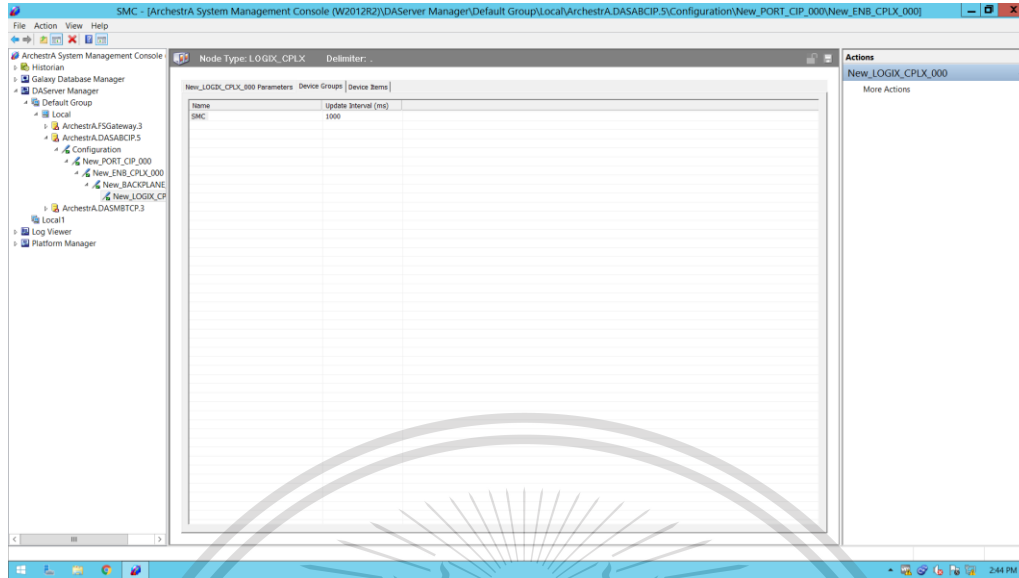 SMC - [ArchestrA System Management Console (W2012R2)\DAServer Manager\Default Group\Local\ArchestrA.DASABCIP.5\Configuration\New_PORT_CIP_000\New_ENB_CPLX_000]
File Action View Help
ArchestrA System Management Console
Historian
Galaxy Database Manager
DAServer Manager
Default Group
Local
ArchestrA.FSGateway.3
ArchestrA.DASABCIP.5
Configuration
New_PORT_CIP_000
New_ENB_CPLX_000
New_BACKPLANE
New_LOGIX_CP
ArchestrA.DASMBTCP.3
Local1
Log Viewer
Platform Manager
Node Type: LOGIX_CPLX Delimiter: .
New_LOGIX_CPLX_000 Parameters Device Groups Device Items
Name Update Interval (ms)
SMC 1000
Actions
New_LOGIX_CPLX_000
More Actions
2:44 PM